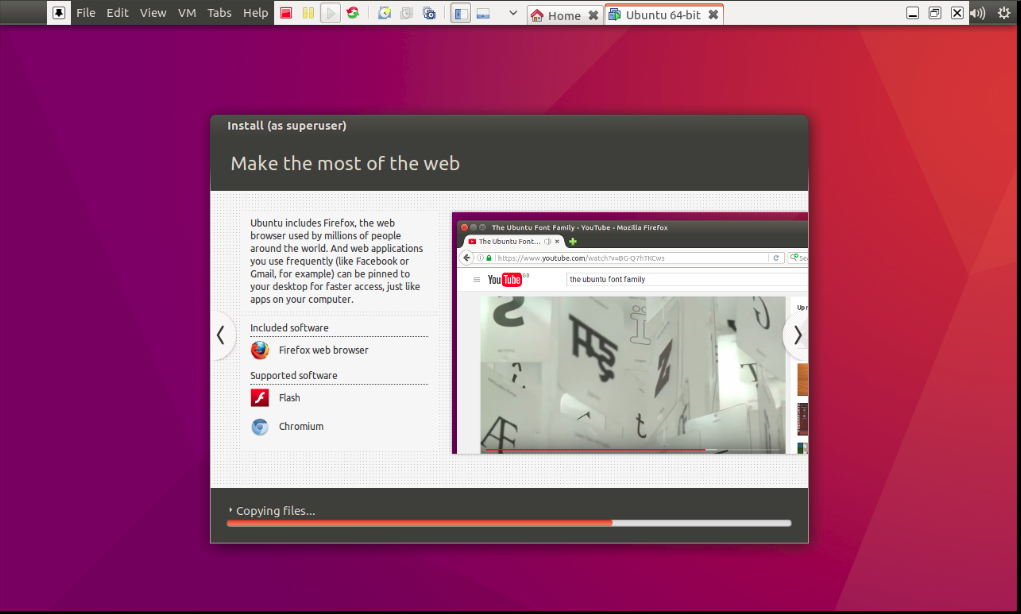 File Edit View VM Tabs Help
Home
Ubuntu 64-bit
Install (as superuser)
Make the most of the web
Ubuntu includes Firefox, the web
browser used by millions of people
around the world. And web applications
you use frequently (like Facebook or
Gmail, for example) can be pinned to
your desktop for faster access, just like
apps on your computer.
Included software
Firefox web browser
Supported software
Flash
Chromium
The Ubuntu Font Family - YouTube - Mozilla Firefox
The Ubuntu Font...
https://www.youtube.com/watch?v=BG-Q7hTKCws
Sea
YouTube
the ubuntu font family
Up n
Copying files...